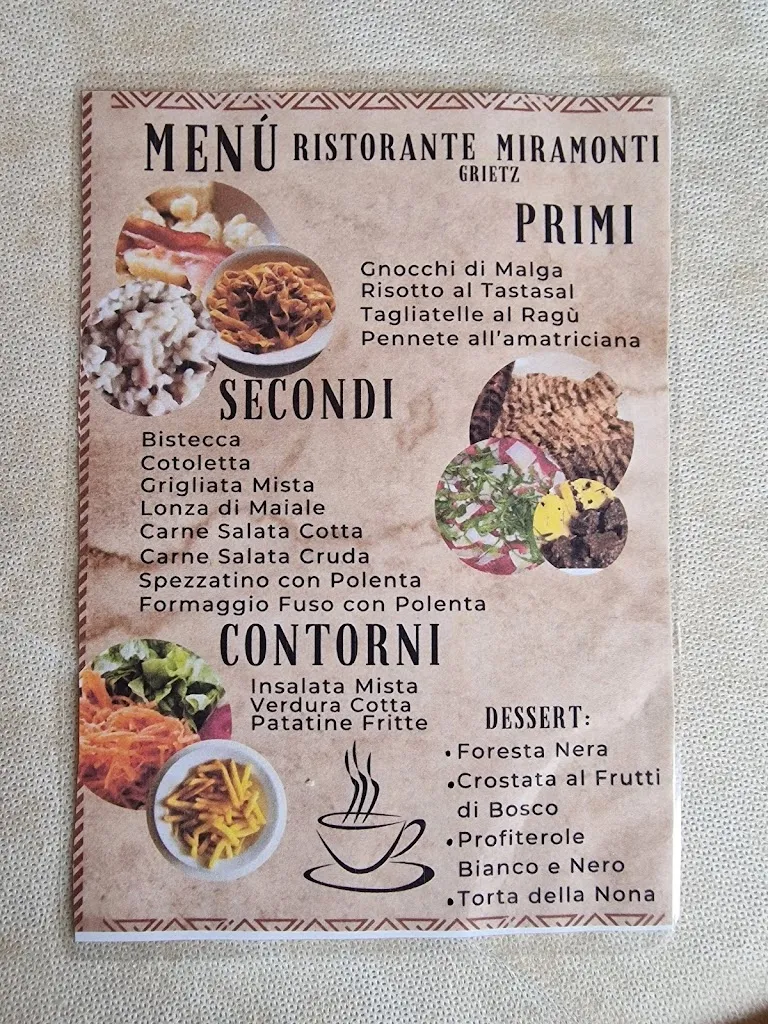 MENÚ RISTORANTE MIRAMONTI
GRIETZ
PRIMI
Gnocchi di Malga
Risotto al Tastasal
Tagliatelle al Ragù
Pennete all'amatriciana
SECONDI
Bistecca
Cotoletta
Grigliata Mista
Lonza di Maiale
Carne Salata Cotta
Carne Salata Cruda
Spezzatino con Polenta
Formaggio Fuso con Polenta
CONTORNI
Insalata Mista
Verdura Cotta
Patatine Fritte
DESSERT:
•Foresta Nera
•Crostata al Frutti
di Bosco
•Profiterole
Bianco e Nero
•Torta della Nona